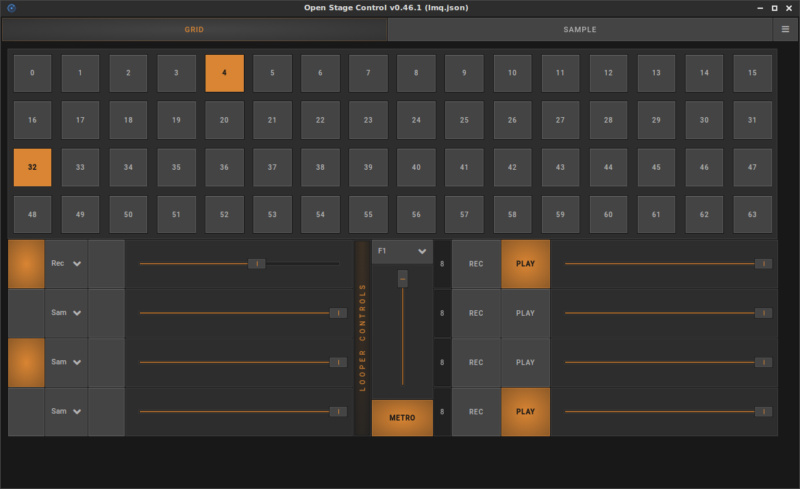 Open Stage Control v0.46.1 (lmq.json)
GRID SAMPLE
0 1 2 3 4 5 6 7 8 9 10 11 12 13 14 15
16 17 18 19 20 21 22 23 24 25 26 27 28 29 30 31
32 33 34 35 36 37 38 39 40 41 42 43 44 45 46 47
48 49 50 51 52 53 54 55 56 57 58 59 60 61 62 63
Rec F1 8 REC PLAY
Sam 8 REC PLAY
LOOPER CONTROLS
Sam 8 REC PLAY
Sam METRO 8 REC PLAY